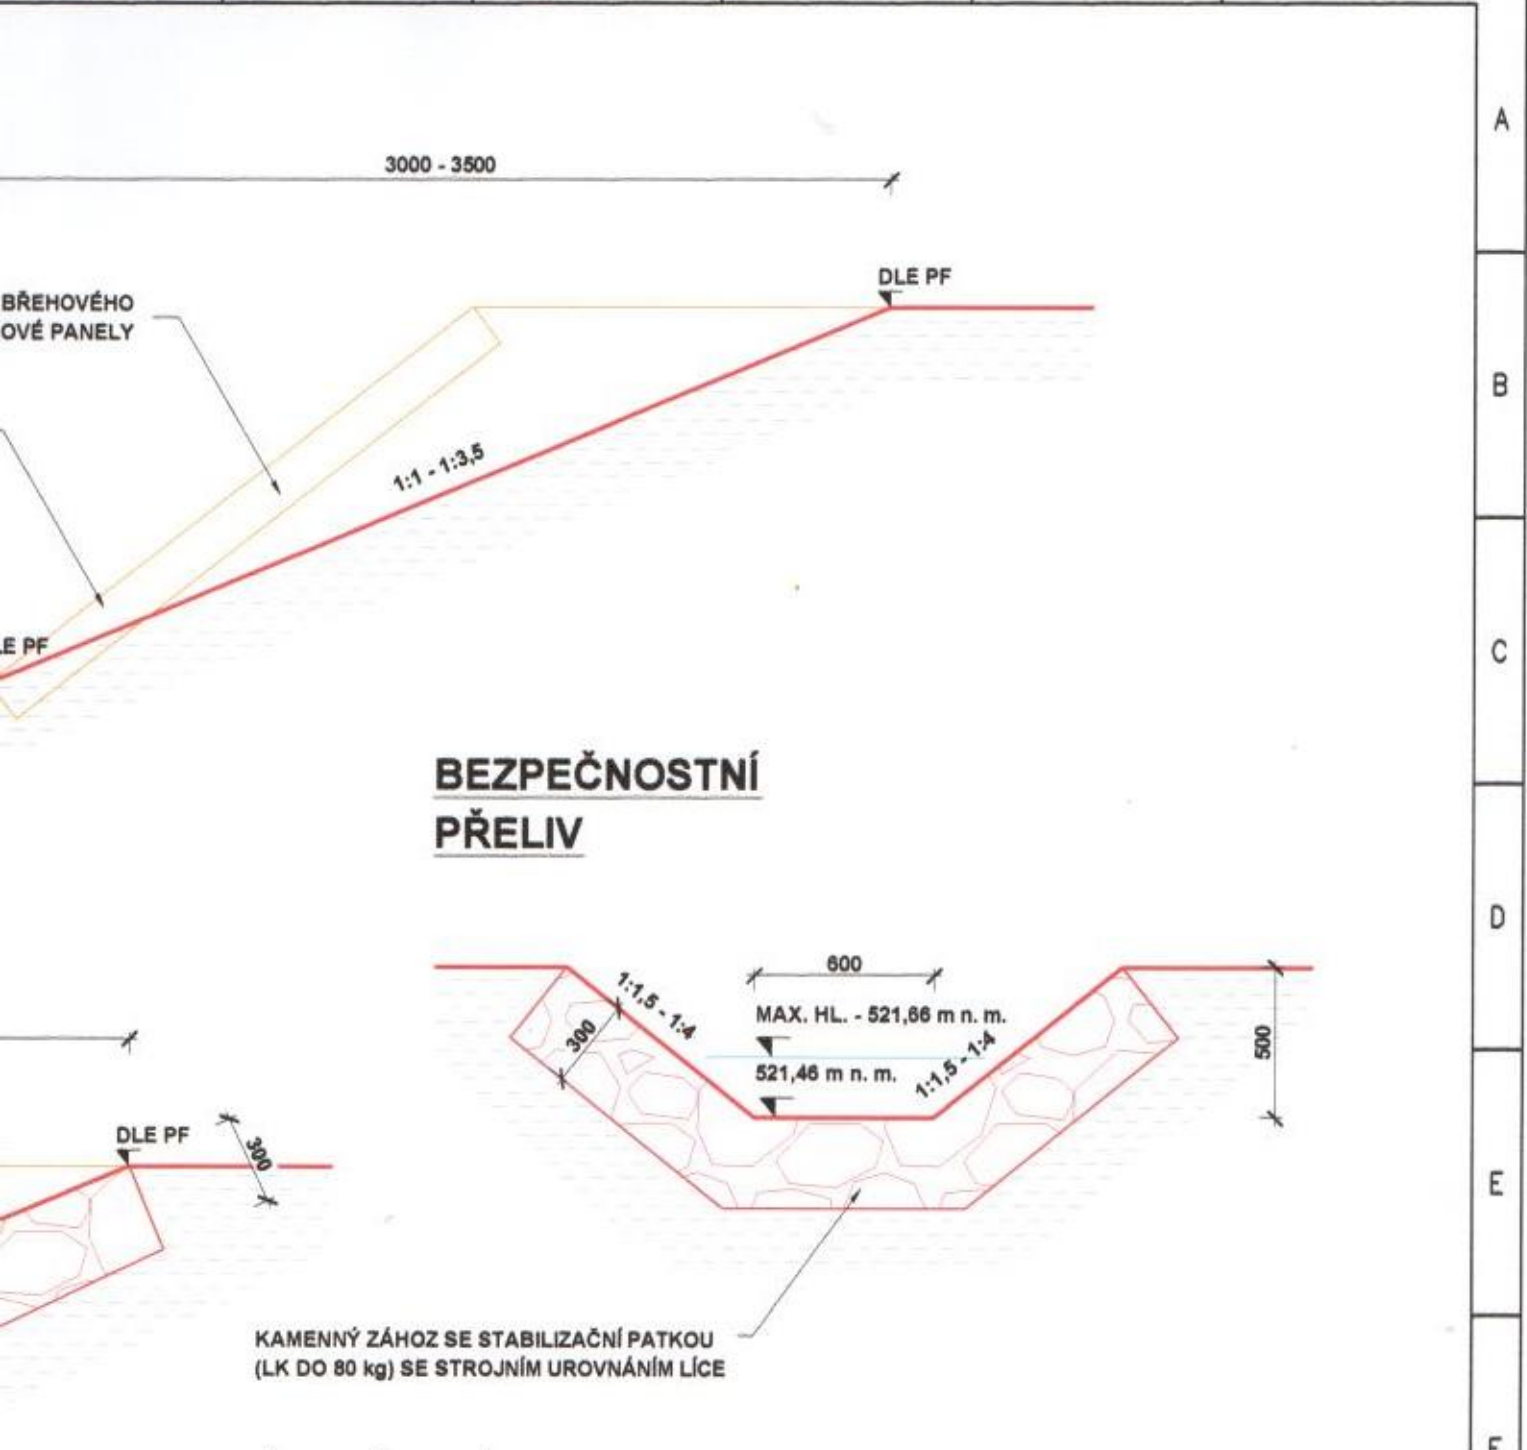 A
3000 - 3500
DLE PF
BŘEHOVÉHO
OVÉ PANELY
B
1:1 - 1:3,5
C
LE PF
BEZPEČNOSTNÍ
PŘELIV
D
600
1:1,5 - 1:4
MAX. HL. - 521,66 m n. m.
300
500
521,46 m n. m.
1:1,5 - 1:4
DLE PF
300
E
KAMENNÝ ZÁHOZ SE STABILIZAČNÍ PATKOU
(LK DO 80 kg) SE STROJNÍM UROVNÁNÍM LÍCE